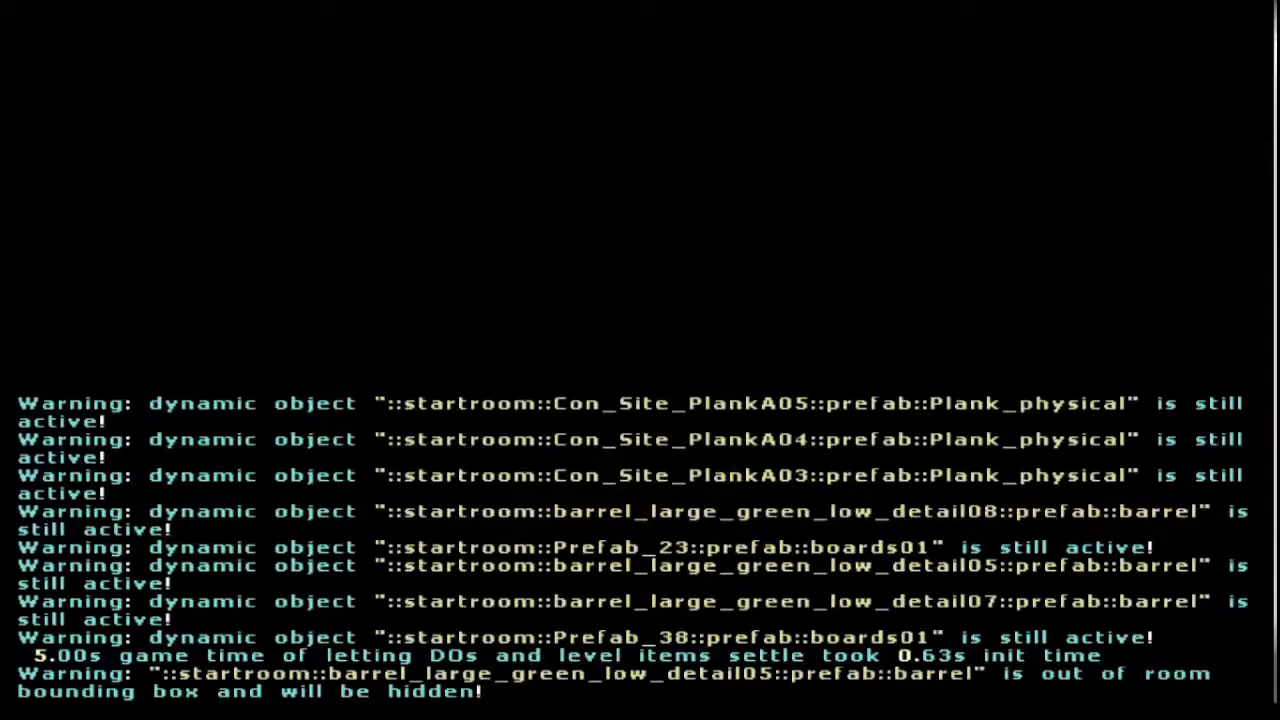 Warning: dynamic object "::startroom::Con_Site_PlankA05::prefab::Plank_physical" is still
active!
Warning: dynamic object "::startroom::Con_Site_PlankA04::prefab::Plank_physical" is still
active!
Warning: dynamic object "::startroom::Con_Site_PlankA03::prefab::Plank_physical" is still
active!
Warning: dynamic object "::startroom::barrel_large_green_low_detail08::prefab::barrel" is
still active!
Warning: dynamic object "::startroom::Prefab_23::prefab::boards01" is still active!
Warning: dynamic object "::startroom::barrel_large_green_low_detail05::prefab::barrel" is
still active!
Warning: dynamic object "::startroom::barrel_large_green_low_detail07::prefab::barrel" is
still active!
Warning: dynamic object "::startroom::Prefab_38::prefab::boards01" is still active!
5.00s game time of letting DOs and level items settle took 0.63s init time
Warning: "::startroom::barrel_large_green_low_detail05::prefab::barrel" is out of room
bounding box and will be hidden!